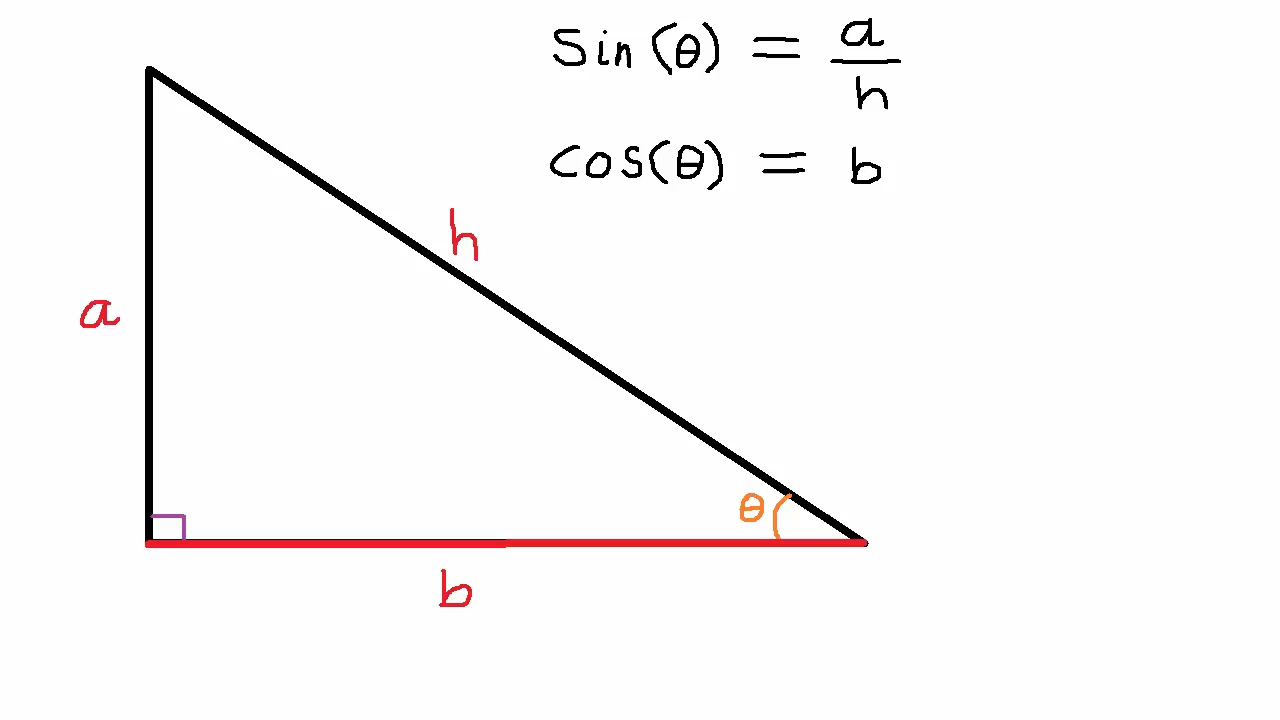 Sin (θ) = a/h
cos(θ) = b
h
a
θ
b